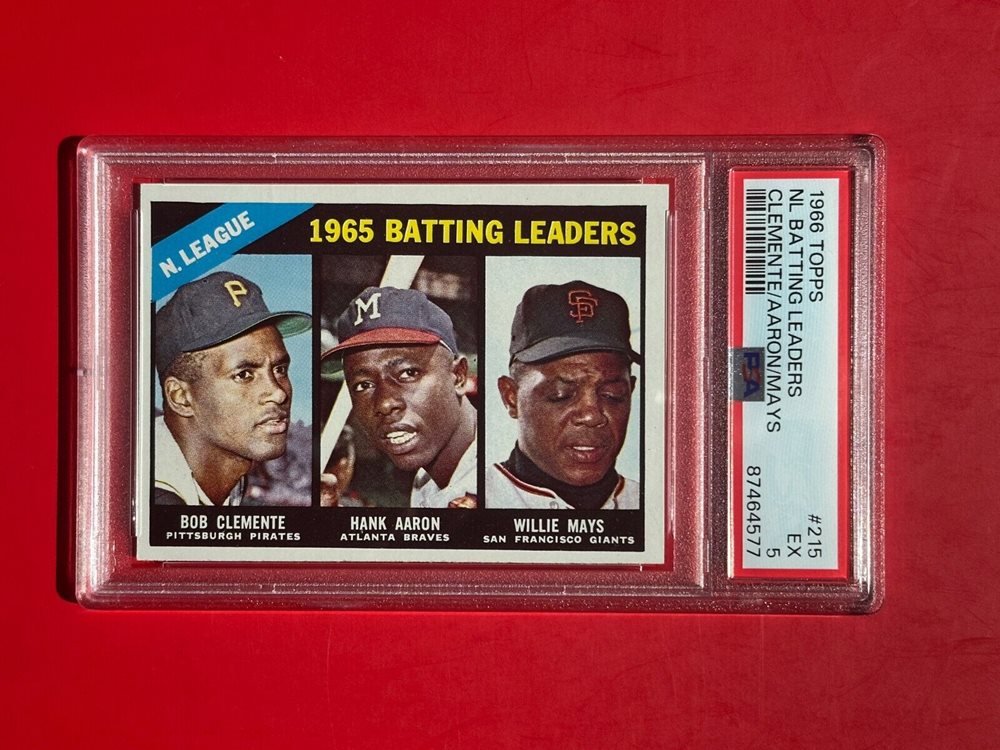 N. LEAGUE
1965 BATTING LEADERS
P
M
SF
BOB CLEMENTE
PITTSBURGH PIRATES
HANK AARON
ATLANTA BRAVES
WILLIE MAYS
SAN FRANCISCO GIANTS
1966 TOPPS #215
NL BATTING LEADERS EX
CLEMENTE/AARON/MAYS 5
PSA
87464577